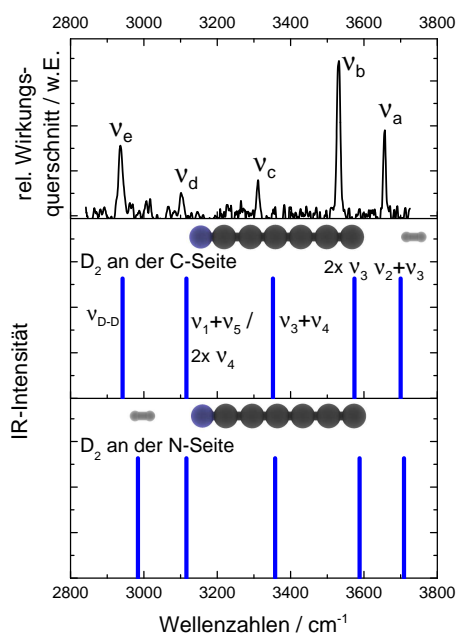 2800 3000 3200 3400 3600 3800
rel. Wirkungs-
querschnitt / w.E.
νe
νd
νc
νb
νa
D2 an der C-Seite
2x ν3 ν2+ν3
νD-D
ν1+ν5 /
2x ν4
ν3+ν4
IR-Intensität
D2 an der N-Seite
2800 3000 3200 3400 3600 3800
Wellenzahlen / cm-1